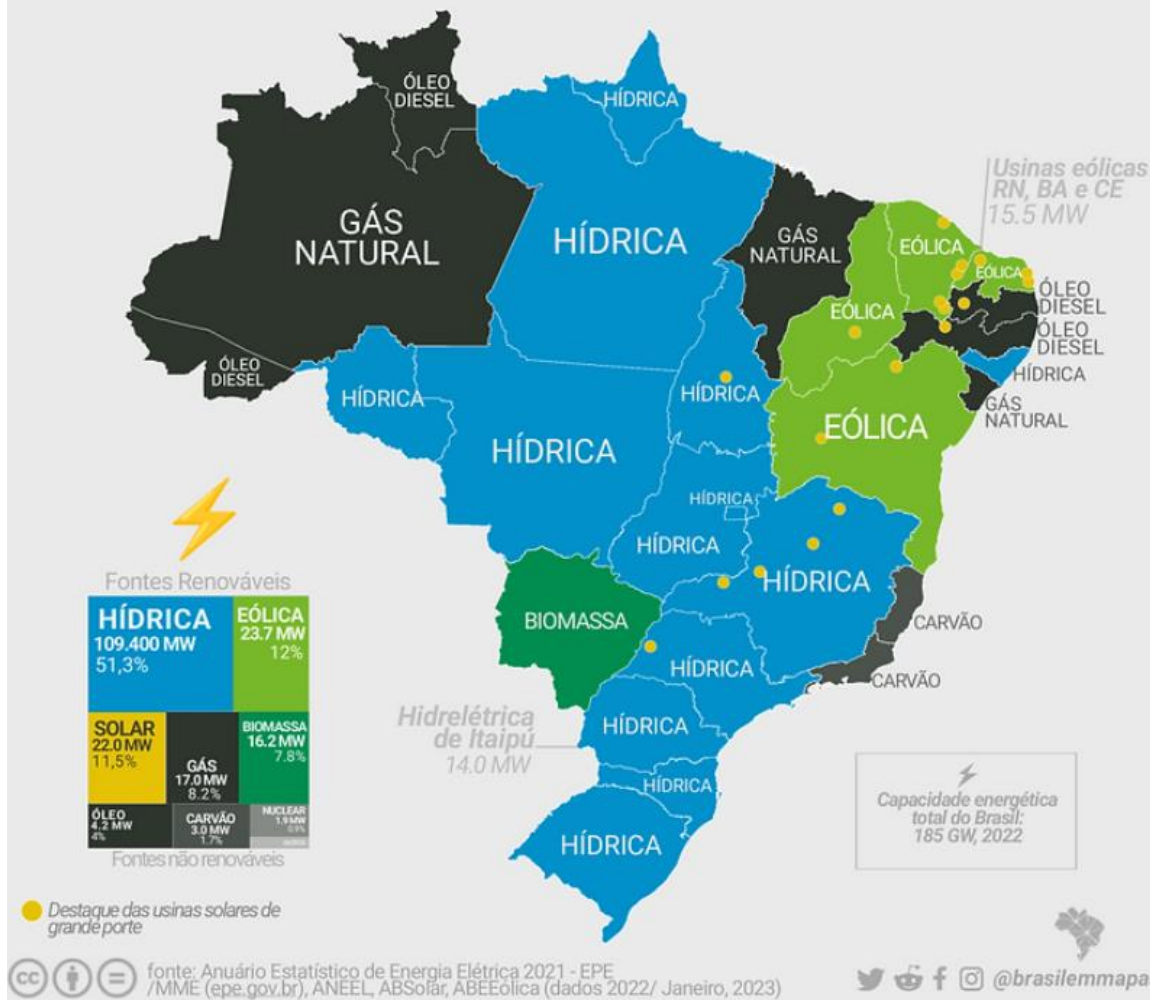 ÓLEO
DIESEL
HÍDRICA
Usinas eólicas
RN, BA e CE
15.5 MW
GÁS
NATURAL
HÍDRICA
GÁS
NATURAL
EÓLICA
EÓLICA
ÓLEO
DIESEL
EÓLICA
ÓLEO
DIESEL
ÓLEO
DIESEL
HÍDRICA
HÍDRICA
HÍDRICA
GÁS
NATURAL
EÓLICA
HÍDRICA
HÍDRICA
HÍDRICA
HÍDRICA
BIOMASSA
CARVÃO
HÍDRICA
CARVÃO
Hidrelétrica
de Itaipú
14.0 MW
HÍDRICA
HÍDRICA
HÍDRICA
Fontes Renováveis
HÍDRICA
109.400 MW
51,3%
EÓLICA
23.7 MW
12%
SOLAR
22.0 MW
11,5%
GÁS
17.0 MW
8.2%
BIOMASSA
16.2 MW
7.8%
ÓLEO
4.2 MW
4%
CARVÃO
3.0 MW
1.7%
NUCLEAR
1.9 MW
Fontes não renováveis
Capacidade energética
total do Brasil:
185 GW, 2022
Destaque das usinas solares de
grande porte
cc
fonte: Anuário Estatístico de Energia Elétrica 2021 - EPE
/MME (epe.gov.br), ANEEL, ABSolar, ABEEólica (dados 2022/ Janeiro, 2023)
@brasilemmapa